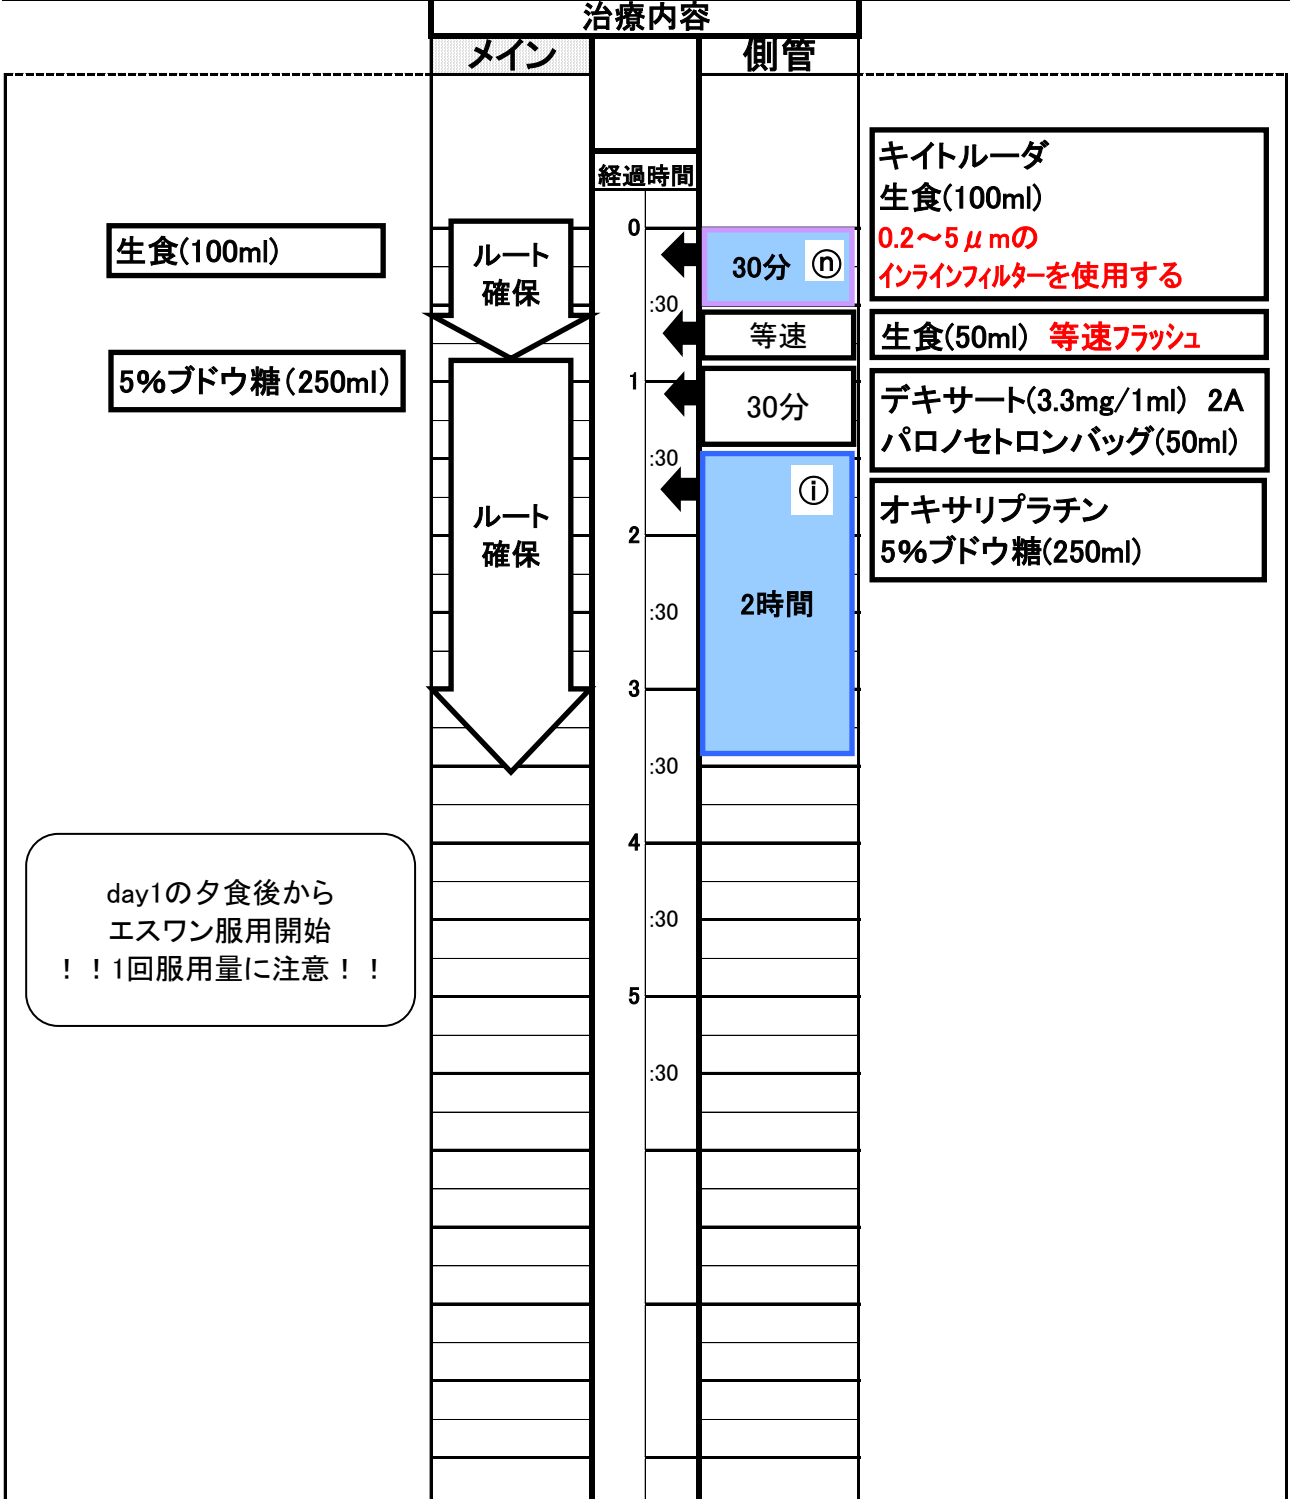 治療内容
メイン
側管
経過時間
生食(100ml)
ルート
確保
0
30分 ⓝ
キイトルーダ
生食(100ml)
0.2～5μmの
インラインフィルターを使用する
:30
等速
生食(50ml) 等速フラッシュ
5%ブドウ糖(250ml)
1
30分
デキサート(3.3mg/1ml) 2A
パロノセトロンバッグ(50ml)
:30
ⓘ
ルート
確保
2
オキサリプラチン
5%ブドウ糖(250ml)
:30
2時間
3
:30
4
day1の夕食後から
エスワン服用開始
！！1回服用量に注意！！
:30
5
:30